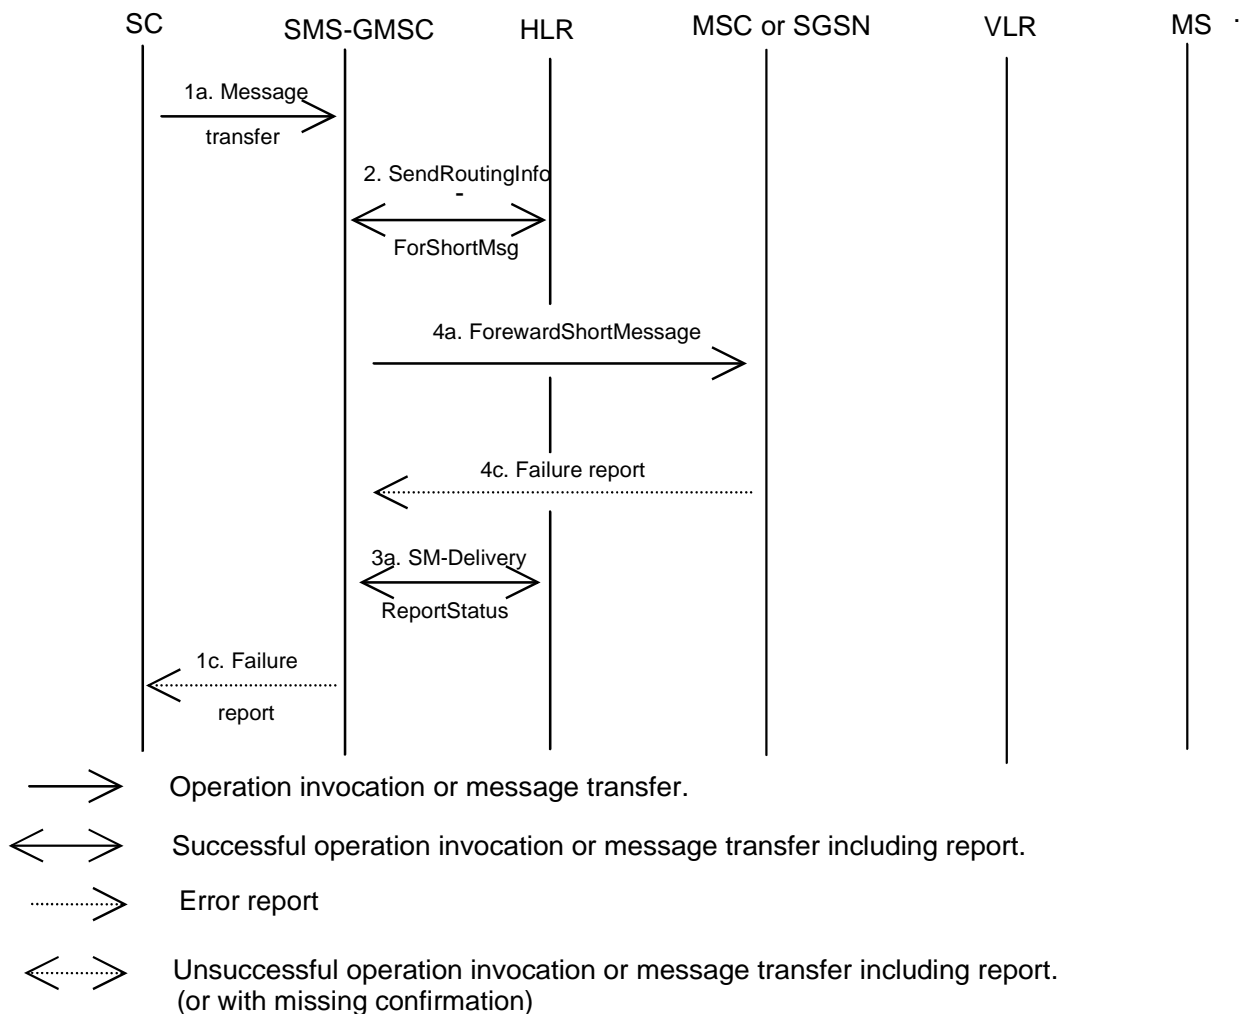 SC
SMS-GMSC
HLR
MSC or SGSN
VLR
MS
1a. Message
transfer
2. SendRoutingInfo
-
ForShortMsg
4a. ForewardShortMessage
4c. Failure report
3a. SM-Delivery
ReportStatus
1c. Failure
report
Operation invocation or message transfer.
Successful operation invocation or message transfer including report.
Error report
Unsuccessful operation invocation or message transfer including report.
(or with missing confirmation)